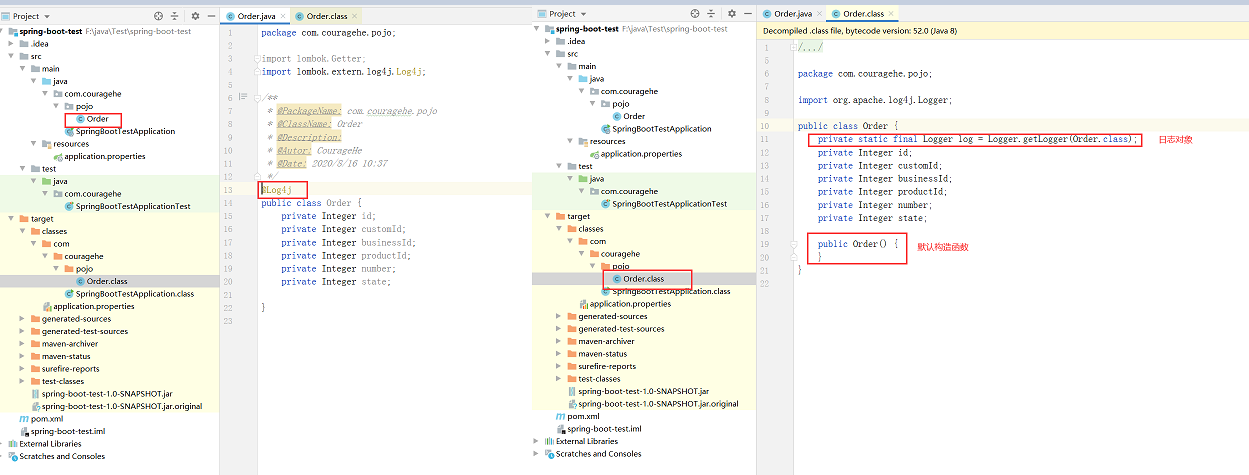 Project
spring-boot-test F:\java\Test\spring-boot-test
.idea
src
main
java
com.couragehe
pojo
Order
SpringBootTestApplication
resources
application.properties
test
java
com.couragehe
SpringBootTestApplicationTest
target
classes
com
couragehe
pojo
Order.class
SpringBootTestApplication.class
application.properties
generated-sources
generated-test-sources
maven-archiver
maven-status
surefire-reports
test-classes
spring-boot-test-1.0-SNAPSHOT.jar
spring-boot-test-1.0-SNAPSHOT.jar.original
pom.xml
spring-boot-test.iml
External Libraries
Scratches and Consoles
Order.java
Order.class
1 package com.couragehe.pojo;
2
3 import lombok.Getter;
4 import lombok.extern.log4j.Log4j;
5
6 /**
7 * @PackageName: com.couragehe.pojo
8 * @ClassName: Order
9 * @Description:
10 * @Autor: CourageHe
11 * @Date: 2020/5/16 10:37
12 */
13 @Log4j
14 public class Order {
15 private Integer id;
16 private Integer customId;
17 private Integer businessId;
18 private Integer productId;
19 private Integer number;
20 private Integer state;
21
22 }
23
Project
spring-boot-test F:\java\Test\spring-boot-test
.idea
src
main
java
com.couragehe
pojo
Order
SpringBootTestApplication
resources
application.properties
test
java
com.couragehe
SpringBootTestApplicationTest
target
classes
com
couragehe
pojo
Order.class
SpringBootTestApplication.class
application.properties
generated-sources
generated-test-sources
maven-archiver
maven-status
surefire-reports
test-classes
spring-boot-test-1.0-SNAPSHOT.jar
spring-boot-test-1.0-SNAPSHOT.jar.original
pom.xml
spring-boot-test.iml
External Libraries
Scratches and Consoles
Order.java
Order.class
Decompiled .class file, bytecode version: 52.0 (Java 8)
1 /.../
5
6 package com.couragehe.pojo;
7
8 import org.apache.log4j.Logger;
9
10 public class Order {
11 private static final Logger log = Logger.getLogger(Order.class); 日志对象
12 private Integer id;
13 private Integer customId;
14 private Integer businessId;
15 private Integer productId;
16 private Integer number;
17 private Integer state;
18
19 public Order() { 默认构造函数
20 }
21 }
22